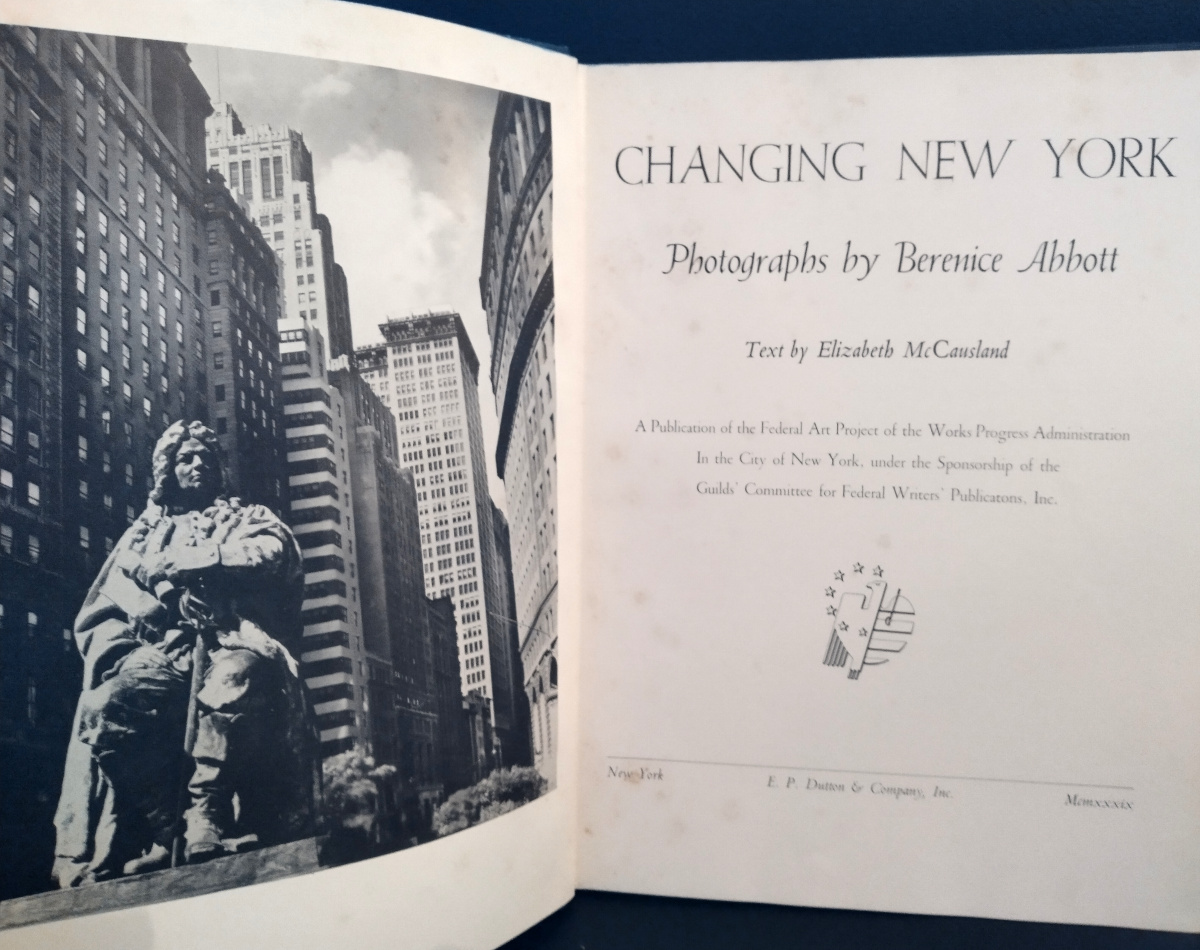 CHANGING NEW YORK
Photographs by Berenice Abbott
Text by Elizabeth McCausland
A Publication of the Federal Art Project of the Works Progress Administration
In the City of New York, under the Sponsorship of the
Guilds' Committee for Federal Writers' Publicatons, Inc.
New York
E. P. Dutton & Company, Inc.
Mcmxxxix